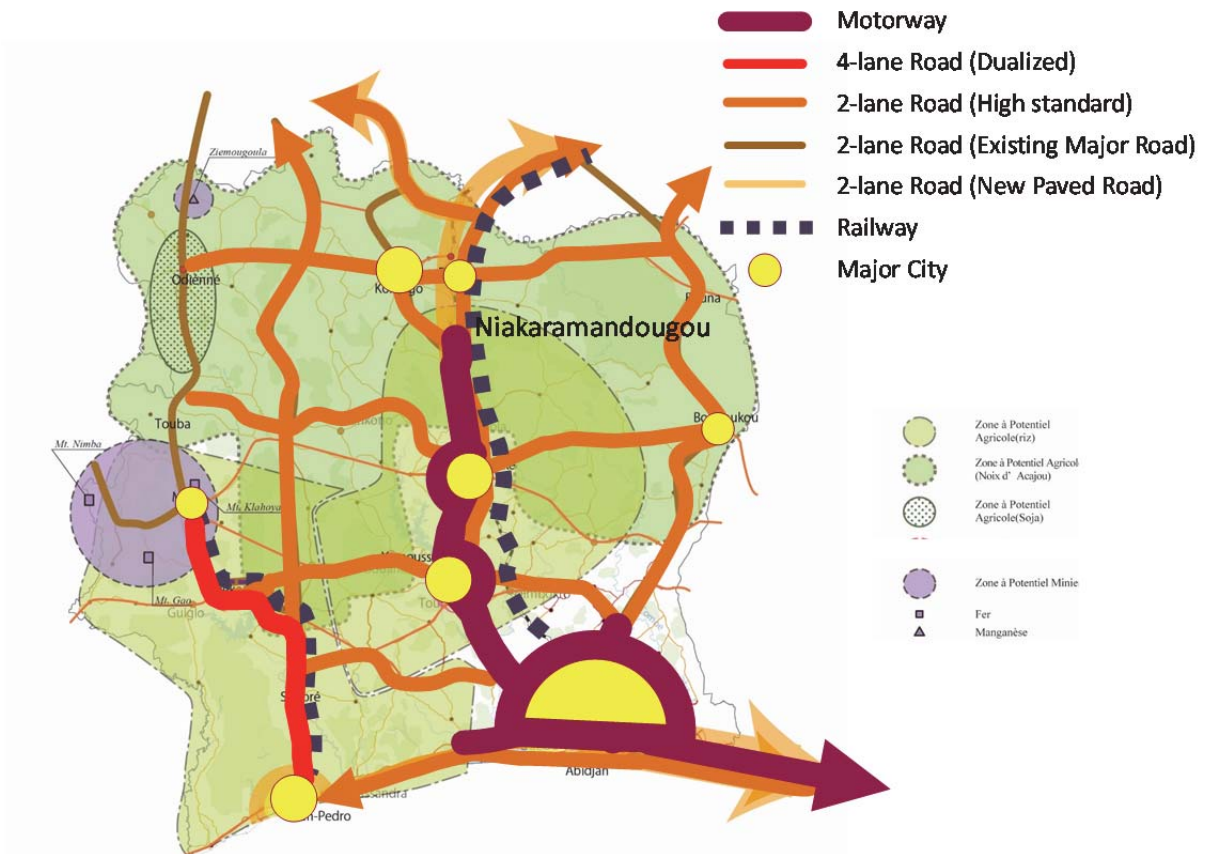 Motorway
4-lane Road (Dualized)
2-lane Road (High standard)
2-lane Road (Existing Major Road)
2-lane Road (New Paved Road)
Railway
Major City
Ziemougoula
Odienné
Niakaramandougou
Touba
Mt. Nimba
Mt. Klahoya
Mt. Gao
Guiglo
Abidjan
Zone à Potentiel
Agricole(riz)
Zone à Potentiel Agricol
(Noix d' Acajou)
Zone à Potentiel
Agricole(Soja)
Zone à Potentiel Minie
Fer
Manganèse